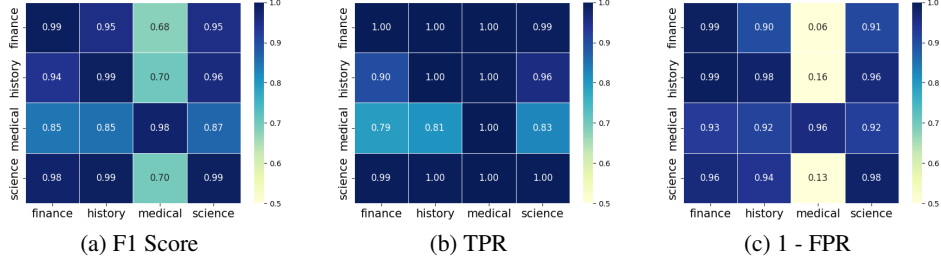 finance 0.99 0.95 0.68 0.95
history 0.94 0.99 0.70 0.96
medical 0.85 0.85 0.98 0.87
science 0.98 0.99 0.70 0.99
finance history medical science
1.0
0.9
0.8
0.7
0.6
0.5
(a) F1 Score
finance 1.00 1.00 1.00 0.99
history 0.90 1.00 1.00 0.96
medical 0.79 0.81 1.00 0.83
science 0.99 1.00 1.00 1.00
finance history medical science
1.0
0.9
0.8
0.7
0.6
0.5
(b) TPR
finance 0.99 0.90 0.06 0.91
history 0.99 0.98 0.16 0.96
medical 0.93 0.92 0.96 0.92
science 0.96 0.94 0.13 0.98
finance history medical science
1.0
0.9
0.8
0.7
0.6
0.5
(c) 1 - FPR